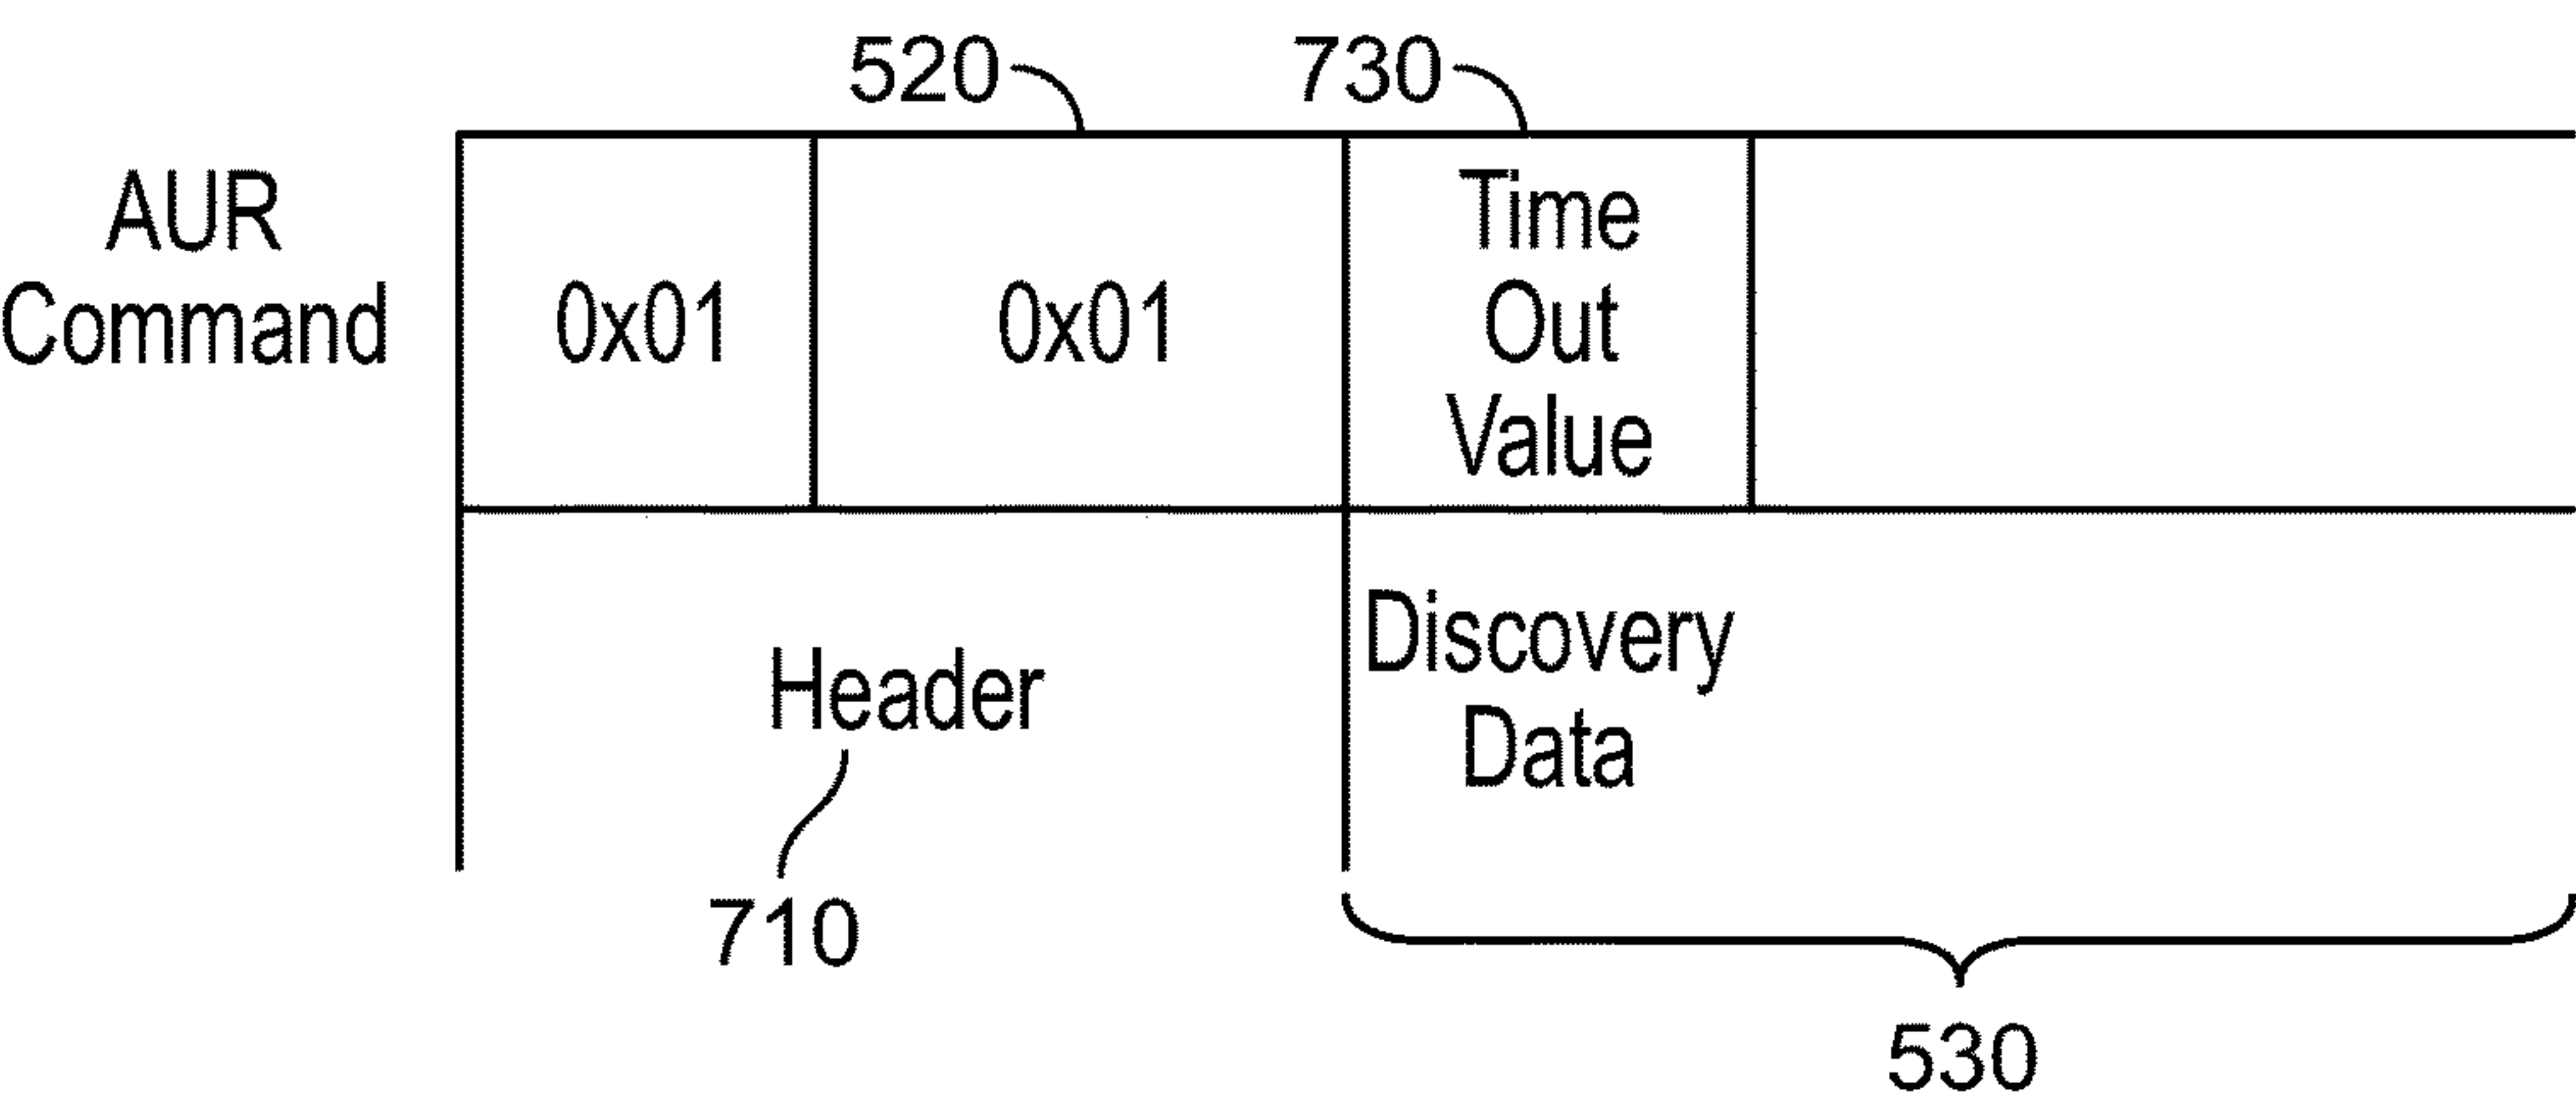 520
730
AUR
Command
0x01
0x01
Time
Out
Value
Header
710
Discovery
Data
530